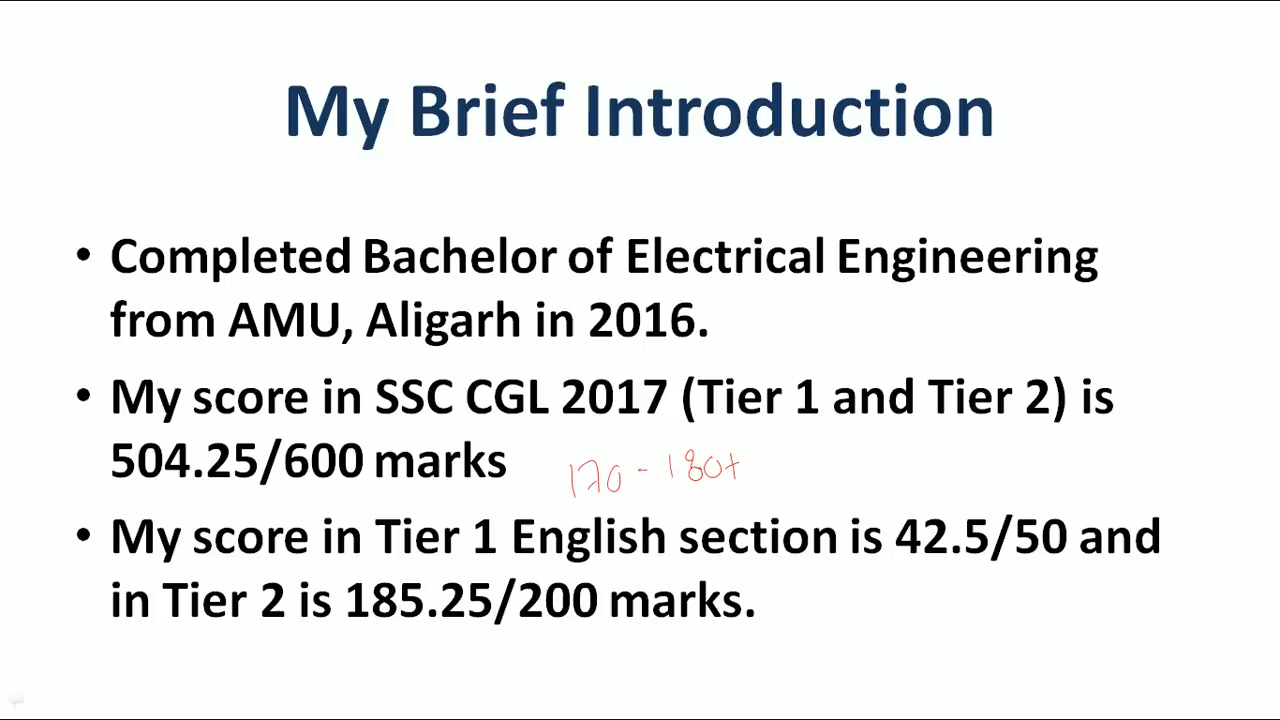 My Brief Introduction
• Completed Bachelor of Electrical Engineering
from AMU, Aligarh in 2016.
• My score in SSC CGL 2017 (Tier 1 and Tier 2) is
504.25/600 marks 170 - 180+
• My score in Tier 1 English section is 42.5/50 and
in Tier 2 is 185.25/200 marks.